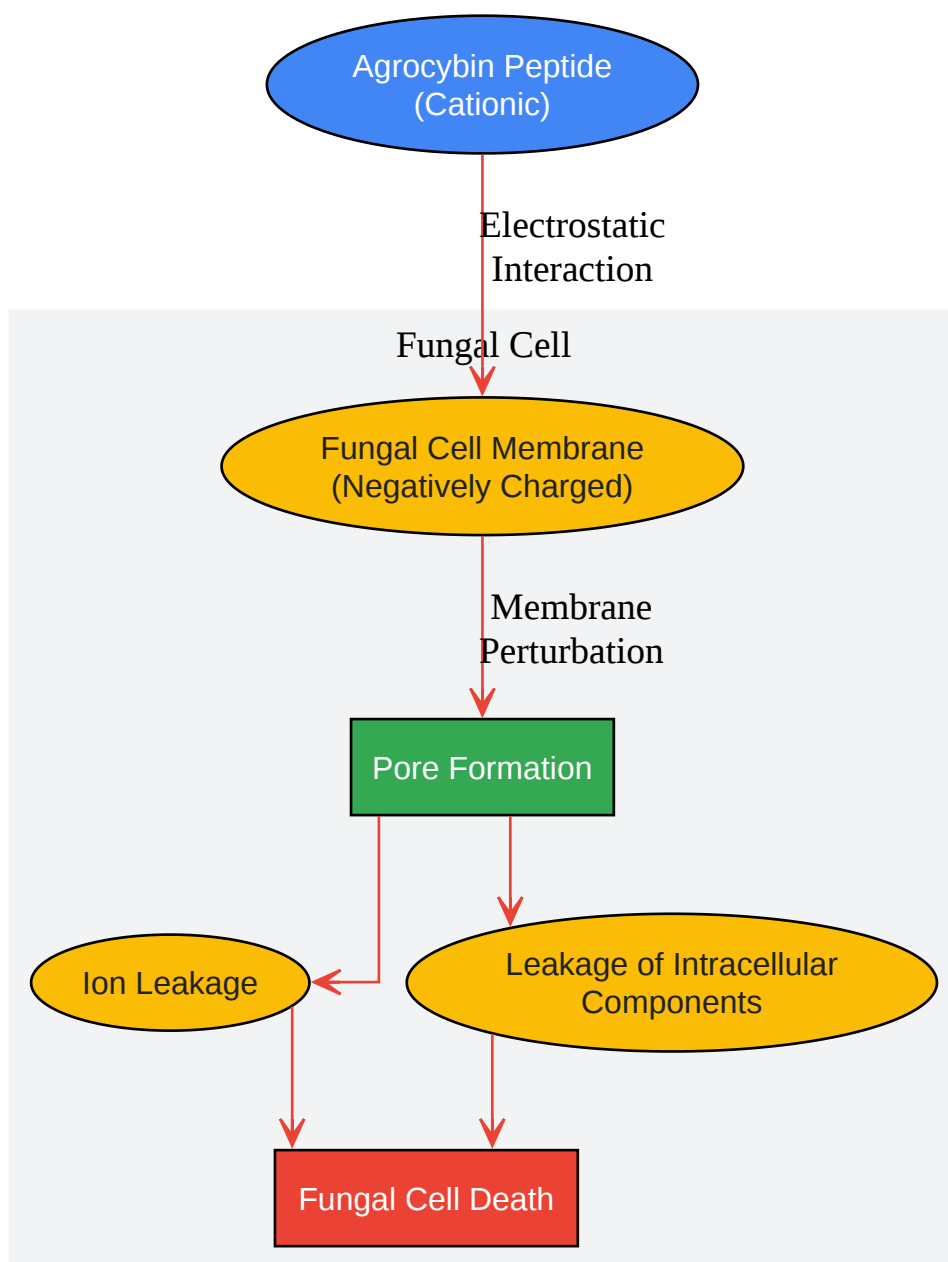 Agrocybin Peptide
(Cationic)
Electrostatic
Interaction
Fungal Cell
Fungal Cell Membrane
(Negatively Charged)
Membrane
Perturbation
Pore Formation
Ion Leakage
Leakage of Intracellular
Components
Fungal Cell Death